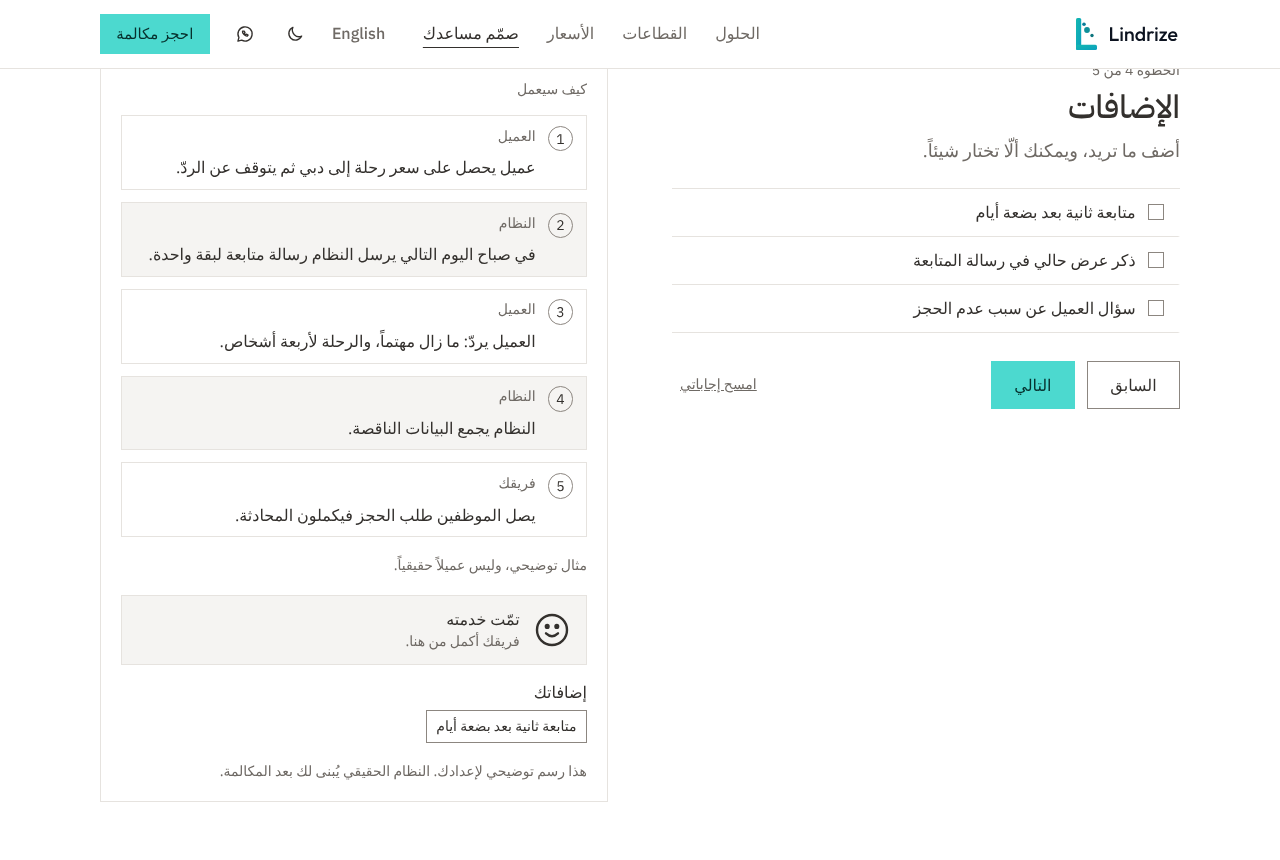 Lindrize
الحلول
القطاعات
الأسعار
صمّم مساعدك
English
احجز مكالمة
الخطوة 4 من 5
الإضافات
أضف ما تريد، ويمكنك ألّا تختار شيئاً.
متابعة ثانية بعد بضعة أيام
ذكر عرض حالي في رسالة المتابعة
سؤال العميل عن سبب عدم الحجز
السابق
التالي
امسح إجاباتي
كيف سيعمل
1
العميل
عميل يحصل على سعر رحلة إلى دبي ثم يتوقف عن الردّ.
2
النظام
في صباح اليوم التالي يرسل النظام رسالة متابعة لبقة واحدة.
3
العميل
العميل يردّ: ما زال مهتماً، والرحلة لأربعة أشخاص.
4
النظام
النظام يجمع البيانات الناقصة.
5
فريقك
يصل الموظفين طلب الحجز فيكملون المحادثة.
مثال توضيحي، وليس عميلاً حقيقياً.
تمّت خدمته
فريقك أكمل من هنا.
إضافاتك
متابعة ثانية بعد بضعة أيام
هذا رسم توضيحي لإعدادك. النظام الحقيقي يُبنى لك بعد المكالمة.